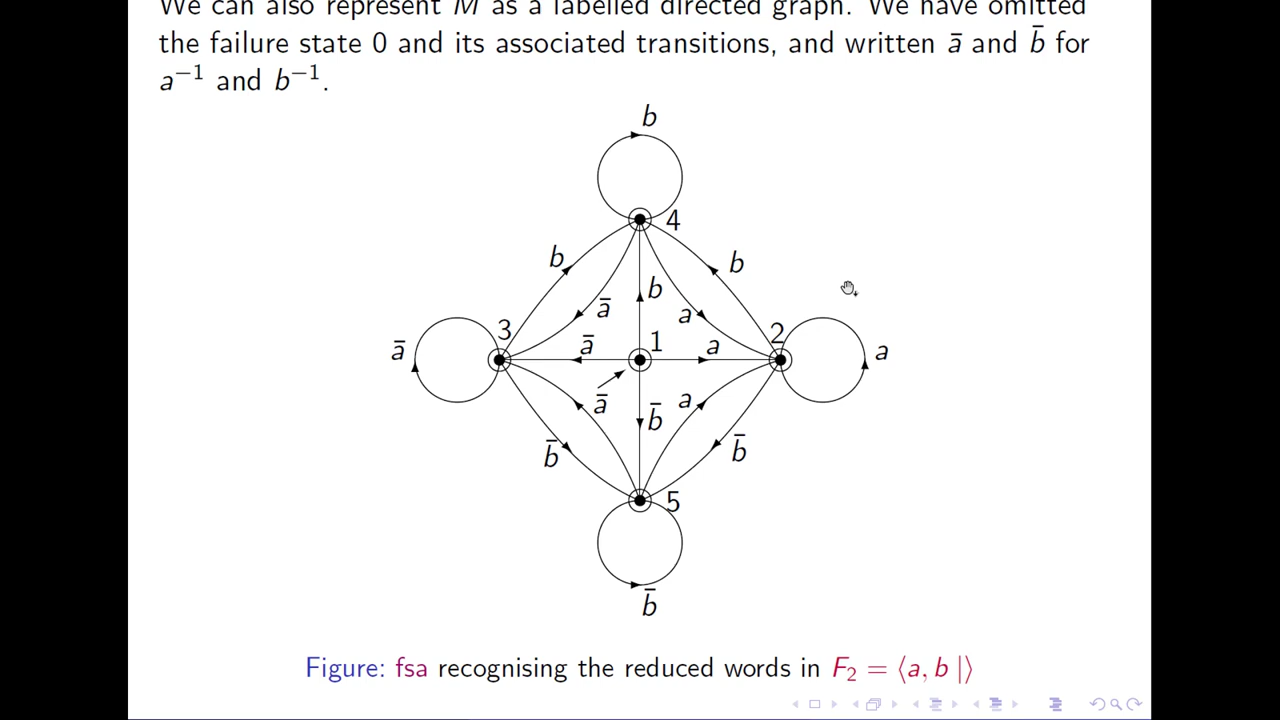 We can also represent M as a labelled directed graph. We have omitted
the failure state 0 and its associated transitions, and written ā and b̄ for
a⁻¹ and b⁻¹.
b
4
b
b
ā
b
a
3
2
ā
ā
1
a
a
ā
b̄
a
b̄
b̄
5
b̄
Figure: fsa recognising the reduced words in F₂ = ⟨a, b |⟩